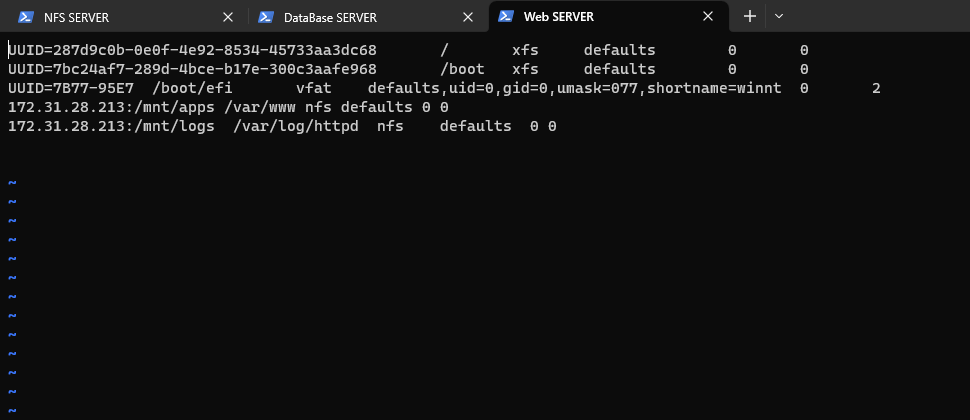 NFS SERVER
DataBase SERVER
Web SERVER
UUID=287d9c0b-0e0f-4e92-8534-45733aa3dc68 / xfs defaults 0 0
UUID=7bc24af7-289d-4bce-b17e-300c3aafe968 /boot xfs defaults 0 0
UUID=7B77-95E7 /boot/efi vfat defaults,uid=0,gid=0,umask=077,shortname=winnt 0 2
172.31.28.213:/mnt/apps /var/www nfs defaults 0 0
172.31.28.213:/mnt/logs /var/log/httpd nfs defaults 0 0
~
~
~
~
~
~
~
~
~
~
~
~
~